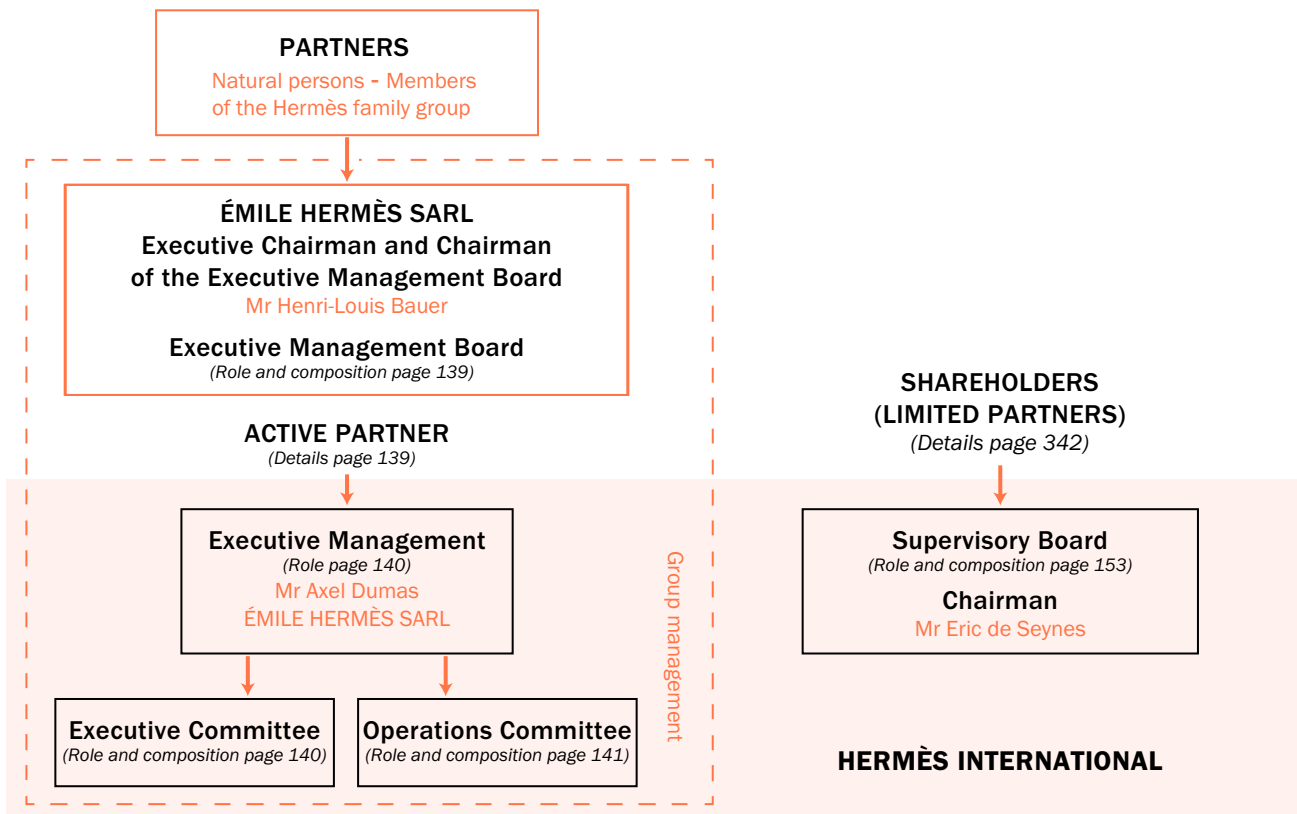 PARTNERS
Natural persons - Members
of the Hermès family group
ÉMILE HERMÈS SARL
Executive Chairman and Chairman
of the Executive Management Board
Mr Henri-Louis Bauer
Executive Management Board
(Role and composition page 139)
ACTIVE PARTNER
(Details page 139)
SHAREHOLDERS
(LIMITED PARTNERS)
(Details page 342)
Executive Management
(Role page 140)
Mr Axel Dumas
ÉMILE HERMÈS SARL
Group management
Supervisory Board
(Role and composition page 153)
Chairman
Mr Eric de Seynes
Executive Committee
(Role and composition page 140)
Operations Committee
(Role and composition page 141)
HERMÈS INTERNATIONAL